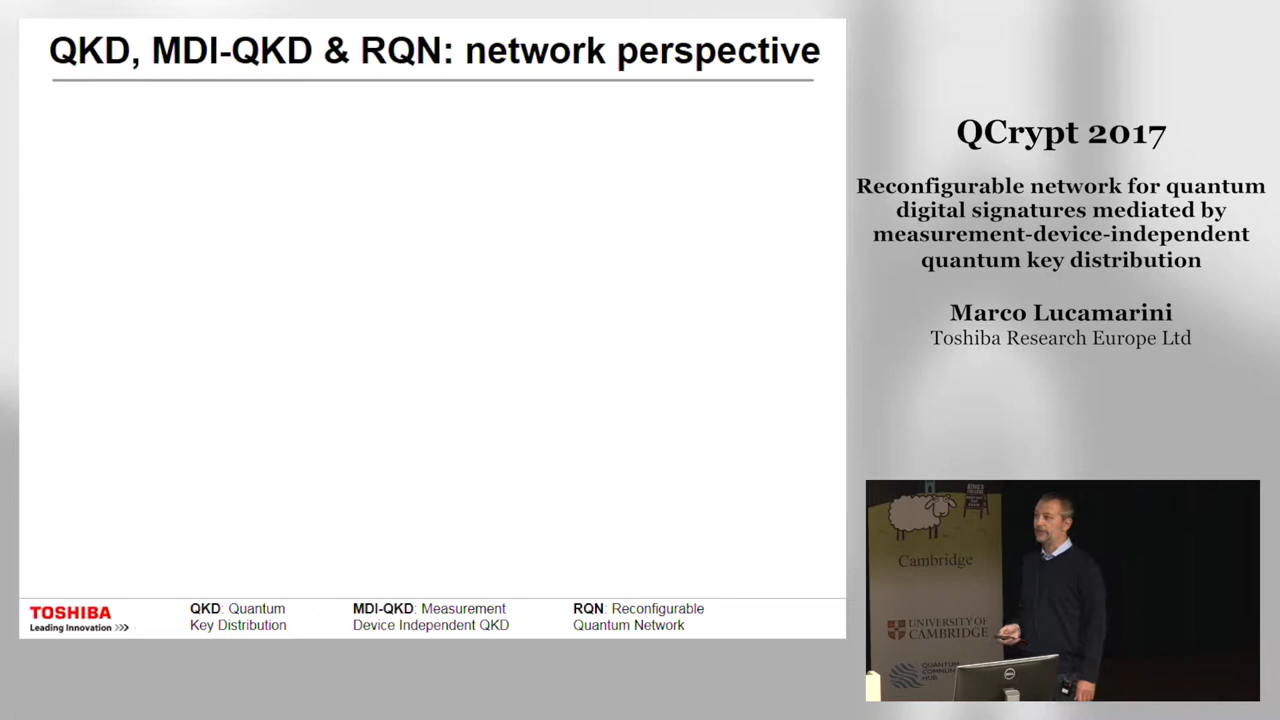 QKD, MDI-QKD & RQN: network perspective
TOSHIBA
Leading Innovation >>>
QKD: Quantum
Key Distribution
MDI-QKD: Measurement
Device Independent QKD
RQN: Reconfigurable
Quantum Network
QCrypt 2017
Reconfigurable network for quantum
digital signatures mediated by
measurement-device-independent
quantum key distribution
Marco Lucamarini
Toshiba Research Europe Ltd
Cambridge
UNIVERSITY OF
CAMBRIDGE
QUANTUM
HUB
DELL